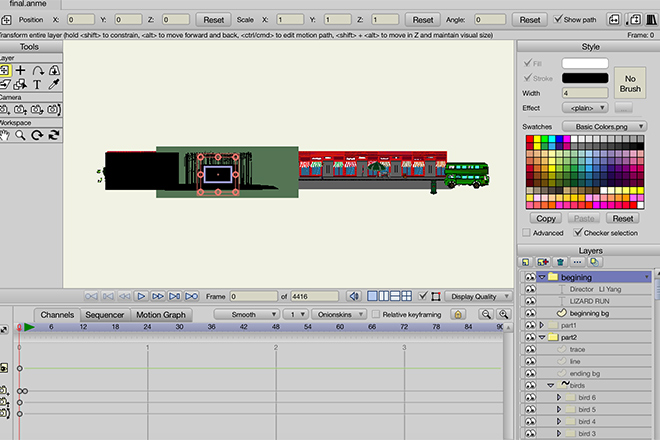 final.anme
Position X: 0 Y: 0 Z: 0 Reset Scale X: 1 Y: 1 Z: 1 Reset Angle: 0 Reset Show path
Transform entire layer (hold <shift> to constrain, <alt> to move forward and back, <ctrl/cmd> to edit motion path, <shift> + <alt> to move in Z and maintain visual size) Frame: 0
Tools
Layer
Camera
Workspace
Style
Fill
Stroke
No Brush
Width 4
Effect <plain> ...
Swatches Basic Colors.png
Copy Paste Reset
Advanced Checker selection
Layers
begining
Director LI Yang
LIZARD RUN
beginning bg
part1
part2
trace
line
ending bg
birds
bird 6
bird 5
bird 4
bird 3
Frame 0 of 4416 Display Quality
Channels Sequencer Motion Graph Smooth 1 Onionskins Relative keyframing
6 12 18 24 30 36 42 48 54 60 66 72 78 84 90
0 1 2 3